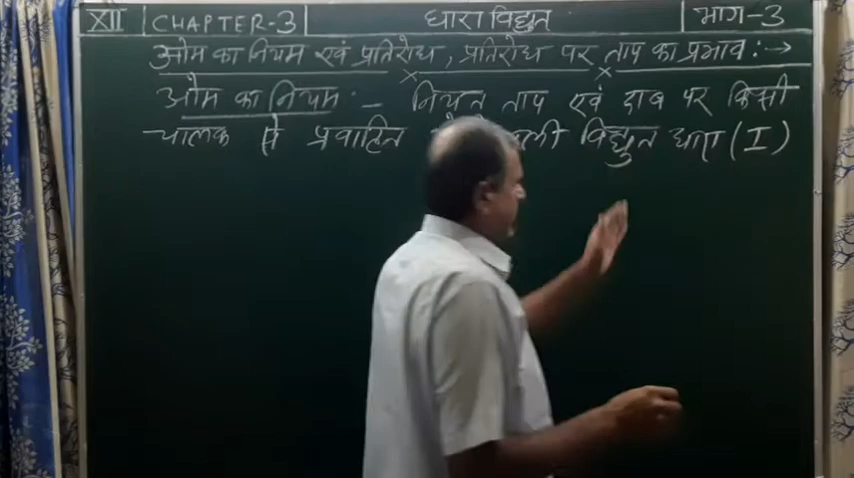 XII CHAPTER-3 धारा विद्युत भाग-3
ओम का नियम एवं प्रतिरोध, प्रतिरोध पर ताप का प्रभाव :→
ओम का नियम :- नियत ताप एवं दाब पर किसी
चालक से प्रवाहित विद्युत धारा (I)